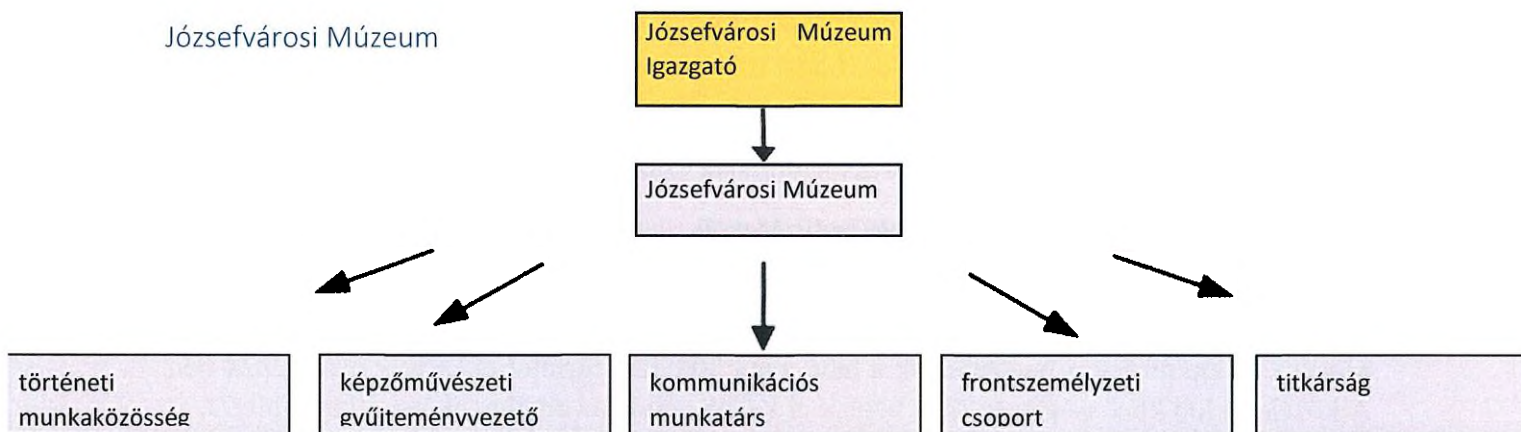 Józsefvárosi Múzeum
Józsefvárosi Múzeum
Igazgató
Józsefvárosi Múzeum
történeti
munkaközösség
képzőművészeti
gyűjteményvezető
kommunikációs
munkatárs
frontszemélyzeti
csoport
titkárság